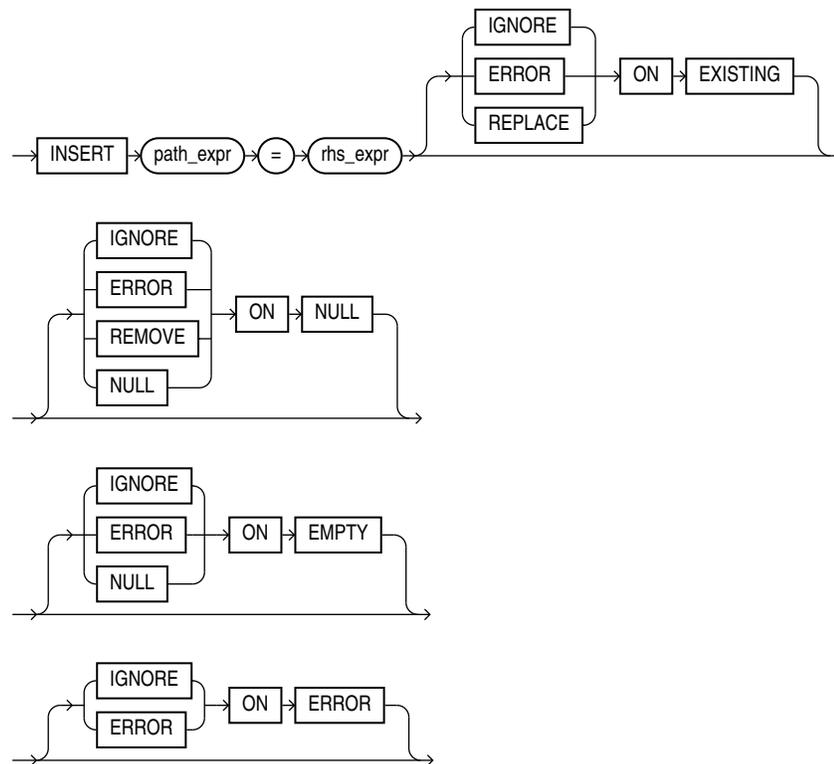 IGNORE
ERROR ON EXISTING
REPLACE
INSERT path_expr = rhs_expr
IGNORE
ERROR
ON NULL
REMOVE
NULL
IGNORE
ERROR ON EMPTY
NULL
IGNORE
ON ERROR
ERROR